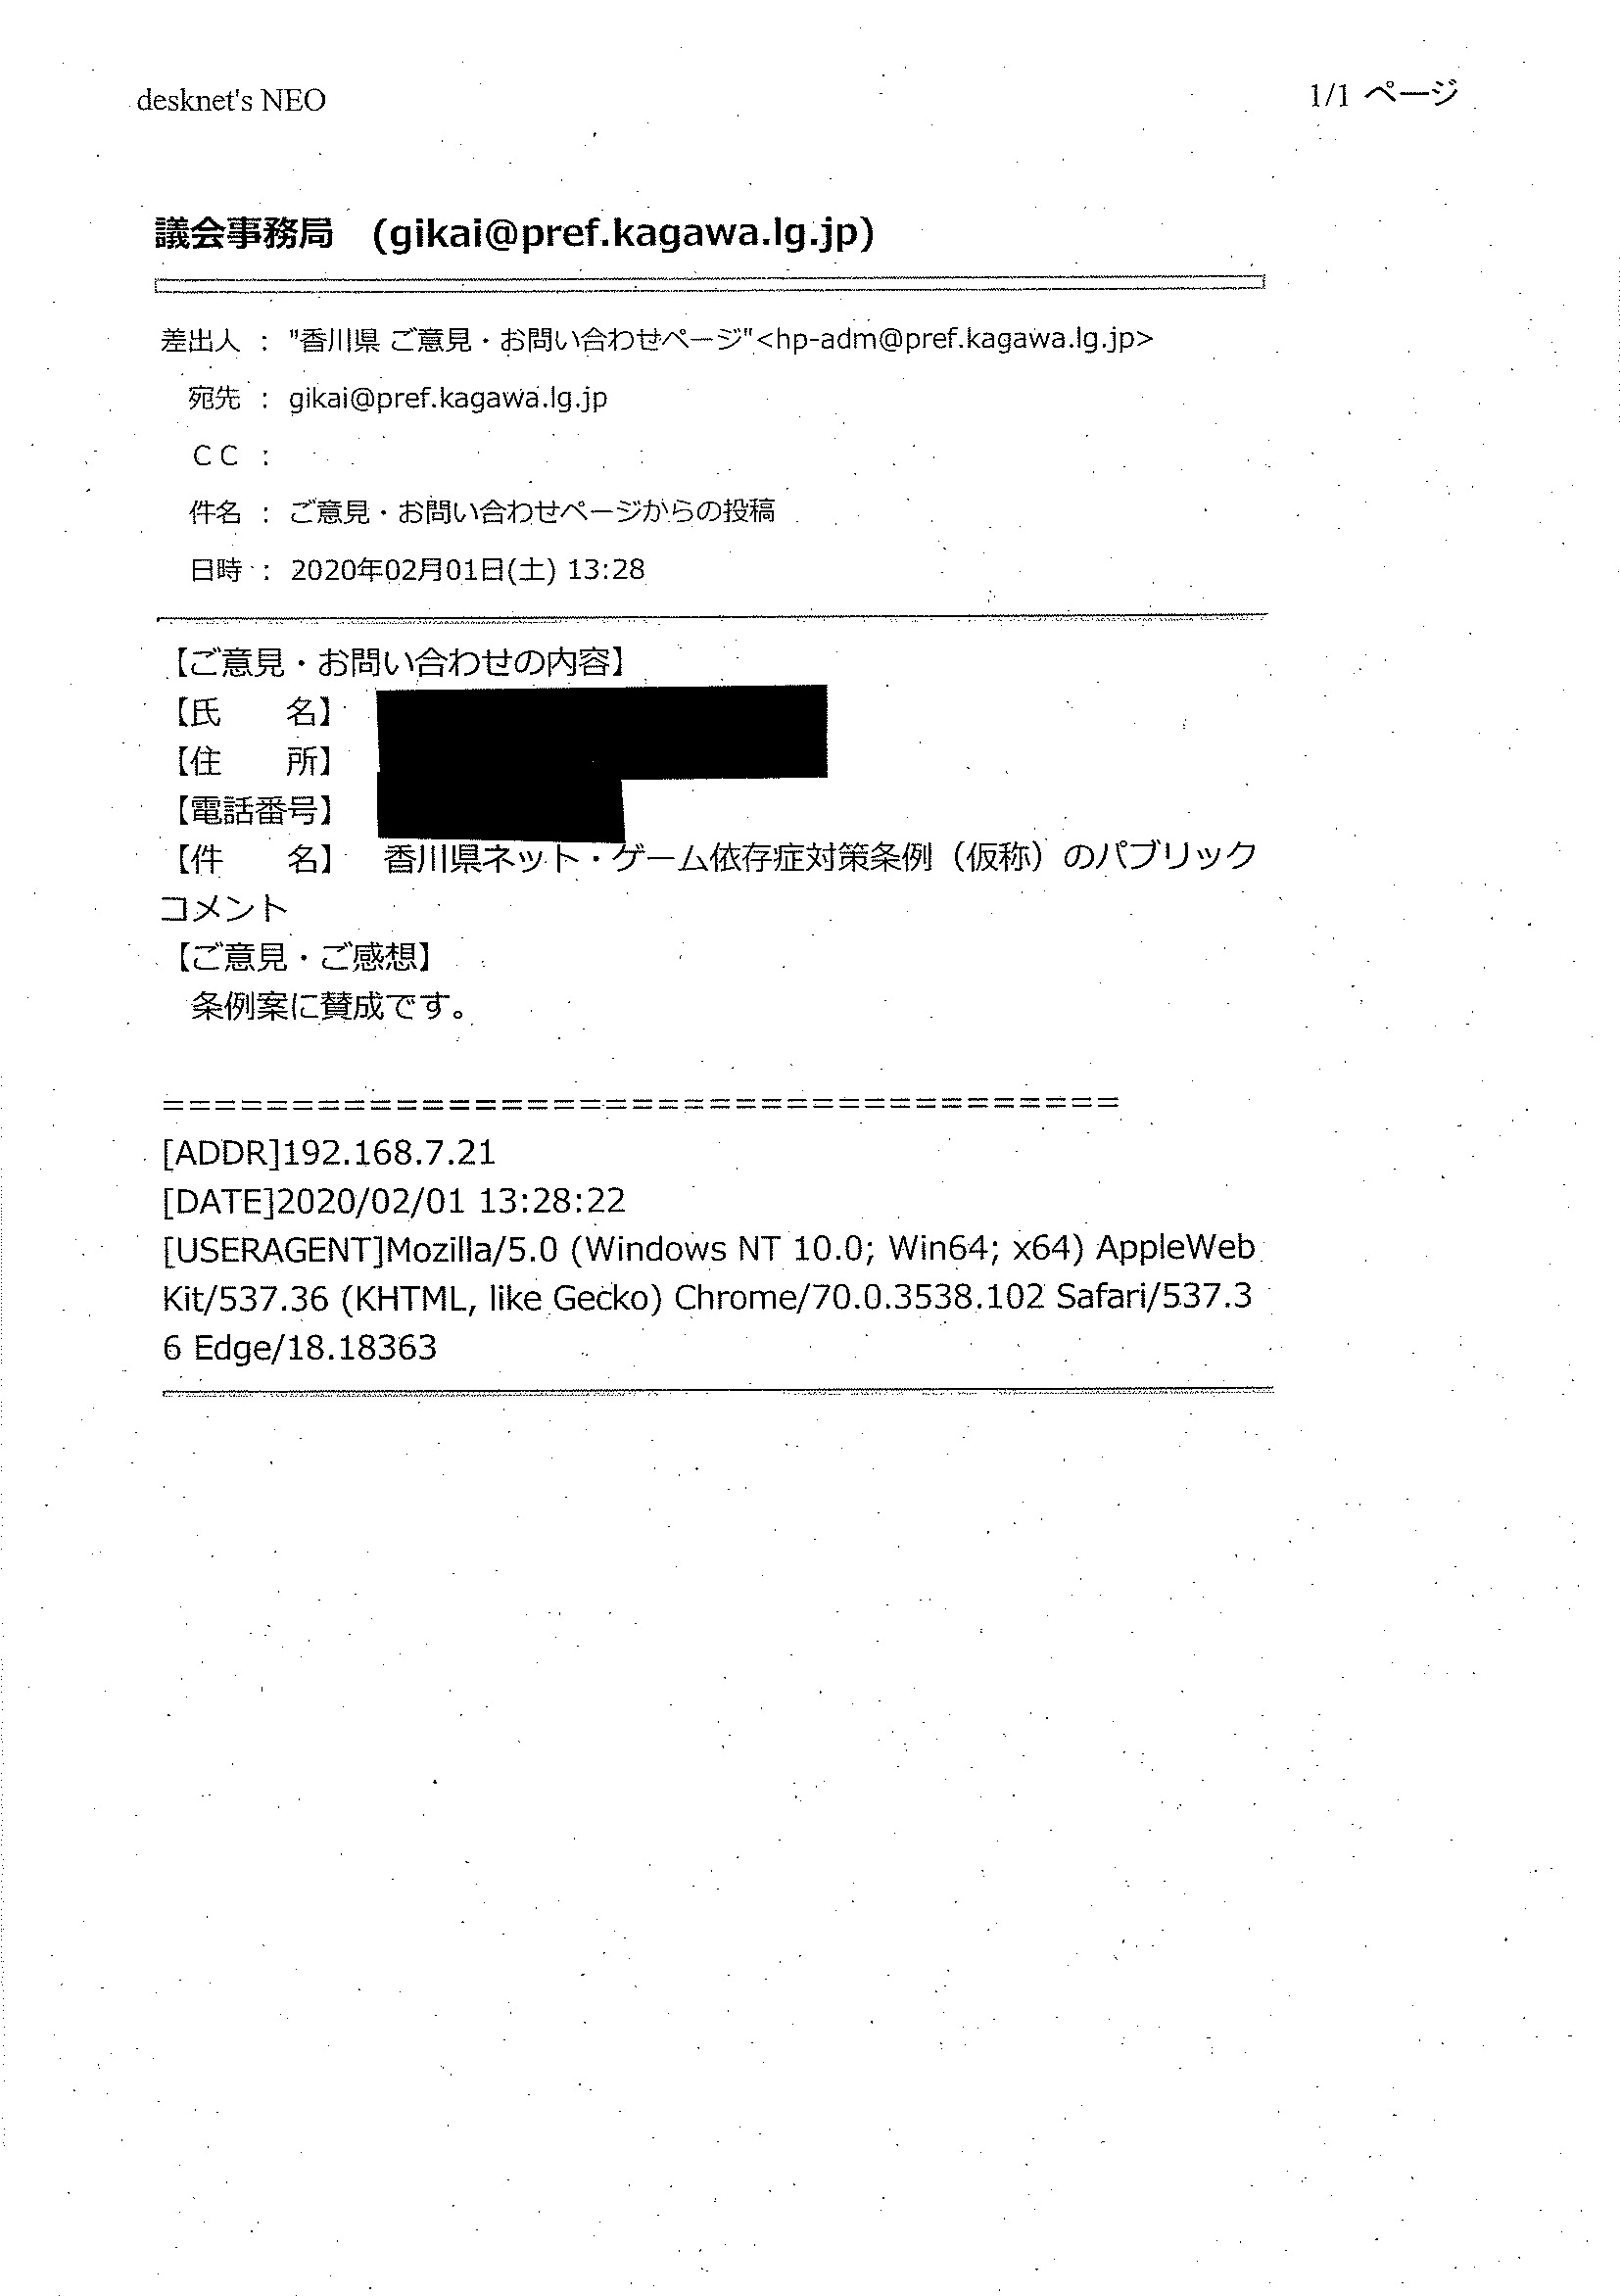 desknet's NEO
1/1 ページ
議会事務局　(gikai@pref.kagawa.lg.jp)
差出人 ： "香川県 ご意見・お問い合わせページ"<hp-adm@pref.kagawa.lg.jp>
宛先 ： gikai@pref.kagawa.lg.jp
ＣＣ ：
件名 ： ご意見・お問い合わせページからの投稿
日時 ： 2020年02月01日(土) 13:28
【ご意見・お問い合わせの内容】
【氏　　名】
【住　　所】
【電話番号】
【件　　名】　香川県ネット・ゲーム依存症対策条例（仮称）のパブリック
コメント
【ご意見・ご感想】
　条例案に賛成です。
=====================================
[ADDR]192.168.7.21
[DATE]2020/02/01 13:28:22
[USERAGENT]Mozilla/5.0 (Windows NT 10.0; Win64; x64) AppleWeb
Kit/537.36 (KHTML, like Gecko) Chrome/70.0.3538.102 Safari/537.3
6 Edge/18.18363